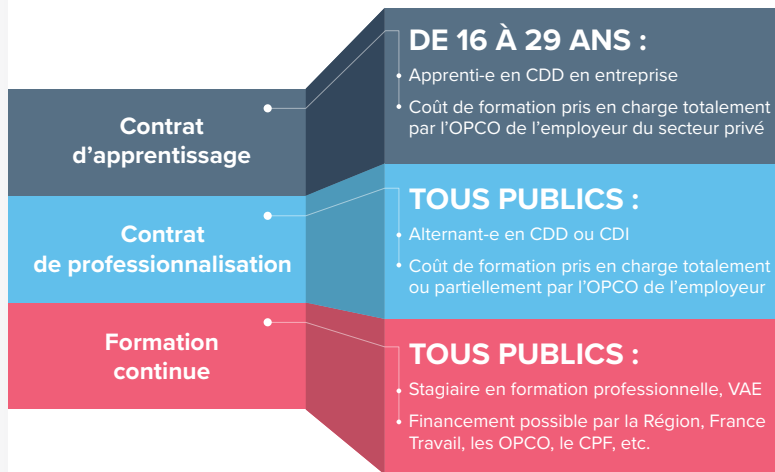 Contrat
d'apprentissage
DE 16 À 29 ANS :
• Apprenti-e en CDD en entreprise
• Coût de formation pris en charge totalement
par l'OPCO de l'employeur du secteur privé
Contrat
de professionnalisation
TOUS PUBLICS :
• Alternant-e en CDD ou CDI
• Coût de formation pris en charge totalement
ou partiellement par l'OPCO de l'employeur
Formation
continue
TOUS PUBLICS :
• Stagiaire en formation professionnelle, VAE
• Financement possible par la Région, France
Travail, les OPCO, le CPF, etc.